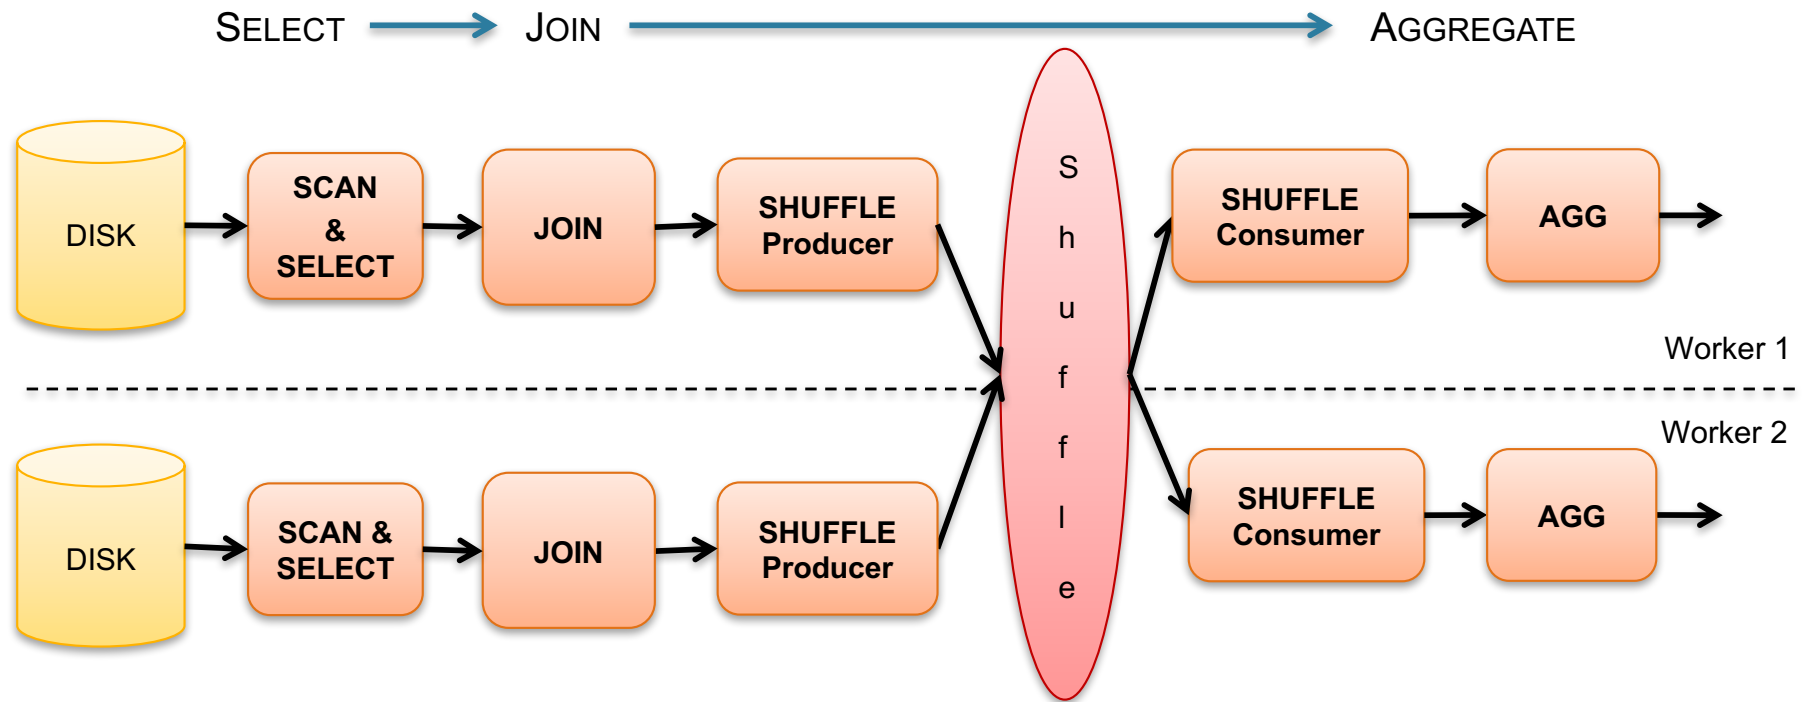 SELECT
JOIN
AGGREGATE
DISK
SCAN
&
SELECT
JOIN
SHUFFLE
Producer
S
h
u
f
f
l
e
SHUFFLE
Consumer
AGG
Worker 1
Worker 2
DISK
SCAN &
SELECT
JOIN
SHUFFLE
Producer
SHUFFLE
Consumer
AGG